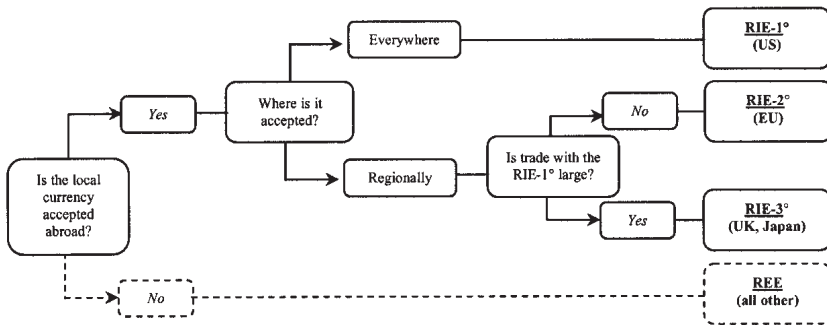 Everywhere
RIE-1°
(US)
Yes
Where is it
accepted?
No
RIE-2°
(EU)
Is the local
currency
accepted
abroad?
Regionally
Is trade with the
RIE-1° large?
Yes
RIE-3°
(UK, Japan)
No
REE
(all other)